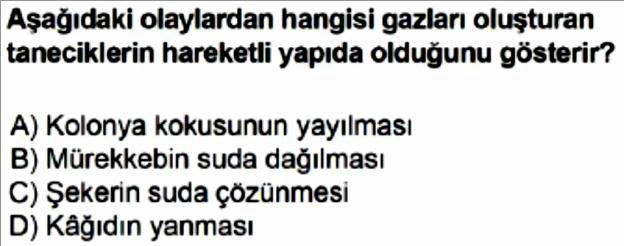 Aşağıdaki olaylardan hangisi gazları oluşturan
taneciklerin hareketli yapıda olduğunu gösterir?
A) Kolonya kokusunun yayılması
B) Mürekkebin suda dağılması
C) Şekerin suda çözünmesi
D) Kâğıdın yanması